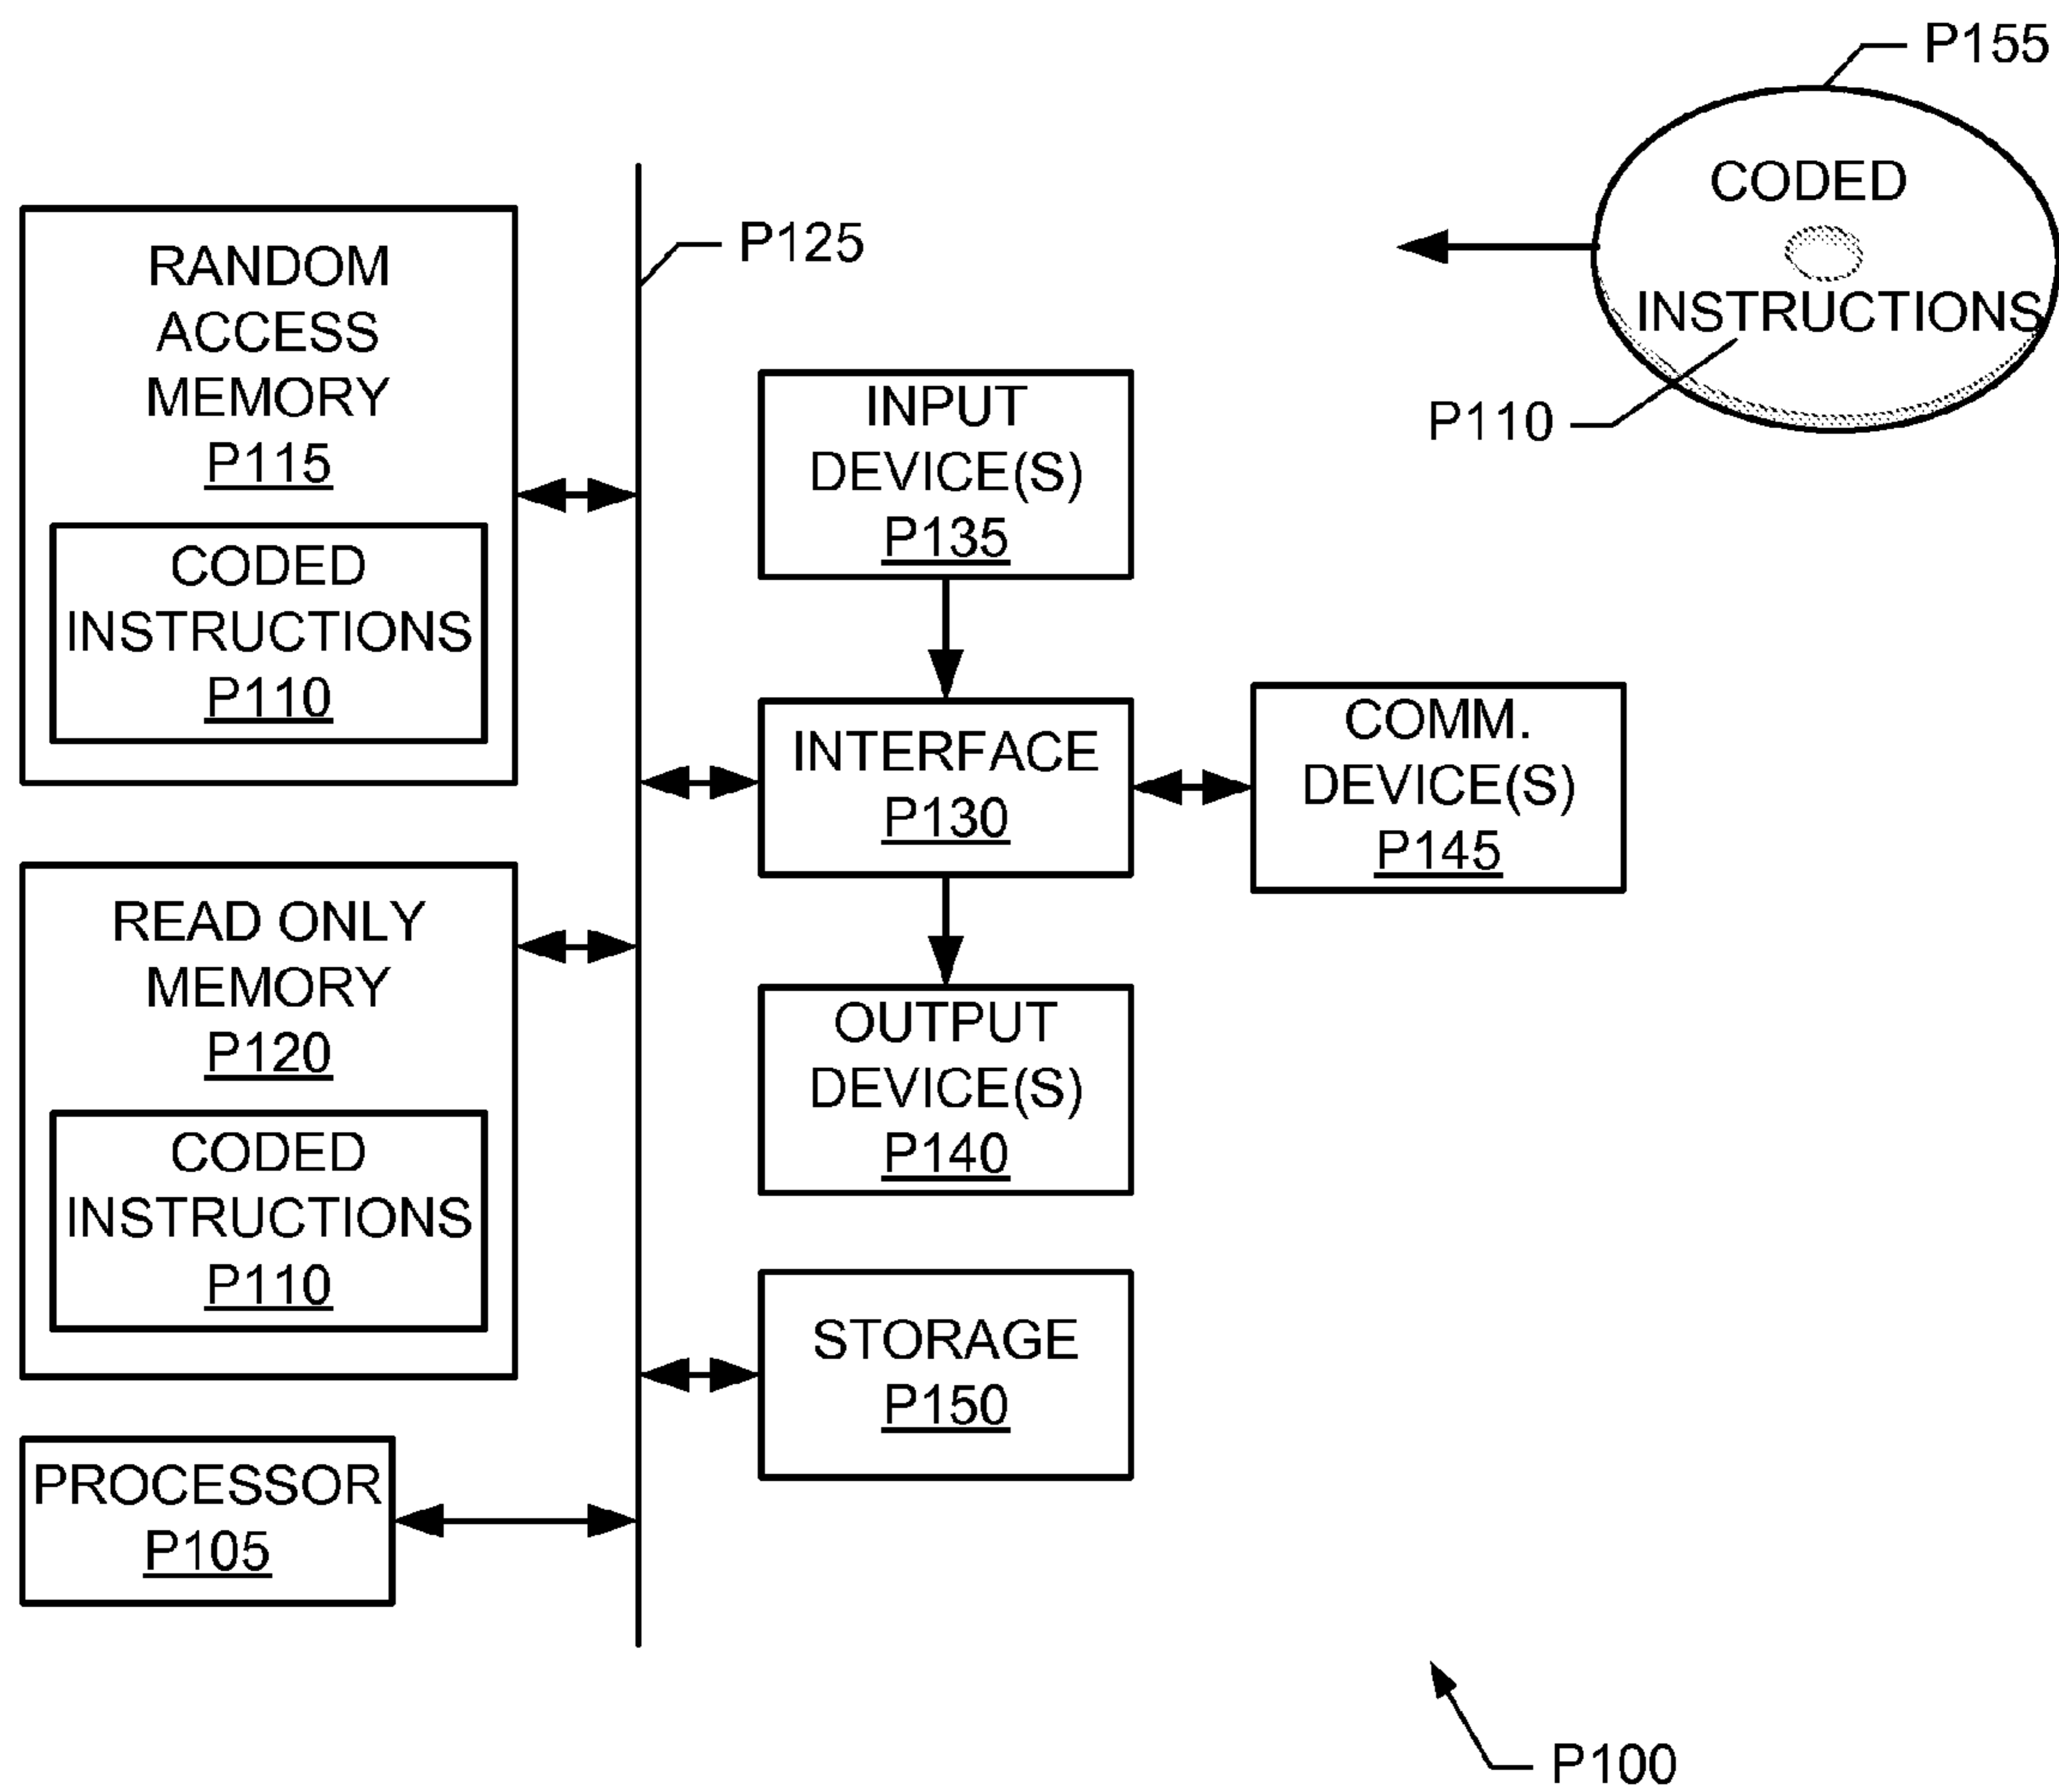 P155
CODED
INSTRUCTIONS
P110
P125
RANDOM
ACCESS
MEMORY
P115
CODED
INSTRUCTIONS
P110
READ ONLY
MEMORY
P120
CODED
INSTRUCTIONS
P110
PROCESSOR
P105
INPUT
DEVICE(S)
P135
INTERFACE
P130
COMM.
DEVICE(S)
P145
OUTPUT
DEVICE(S)
P140
STORAGE
P150
P100